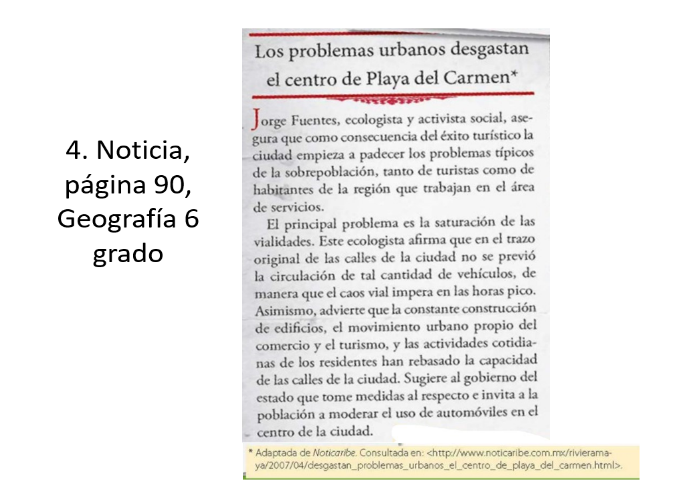 4. Noticia,
página 90,
Geografía 6
grado
Los problemas urbanos desgastan
el centro de Playa del Carmen*
Jorge Fuentes, ecologista y activista social, ase-
gura que como consecuencia del éxito turístico la
ciudad empieza a padecer los problemas típicos
de la sobrepoblación, tanto de turistas como de
habitantes de la región que trabajan en el área
de servicios.
El principal problema es la saturación de las
vialidades. Este ecologista afirma que en el trazo
original de las calles de la ciudad no se previó
la circulación de tal cantidad de vehículos, de
manera que el caos vial impera en las horas pico.
Asimismo, advierte que la constante construcción
de edificios, el movimiento urbano propio del
comercio y el turismo, y las actividades cotidia-
nas de los residentes han rebasado la capacidad
de las calles de la ciudad. Sugiere al gobierno del
estado que tome medidas al respecto e invita a la
población a moderar el uso de automóviles en el
centro de la ciudad.
* Adaptada de Noticaribe. Consultada en: <http://www.noticaribe.com.mx/rivierama-
ya/2007/04/desgastan_problemas_urbanos_el_centro_de_playa_del_carmen.html>.